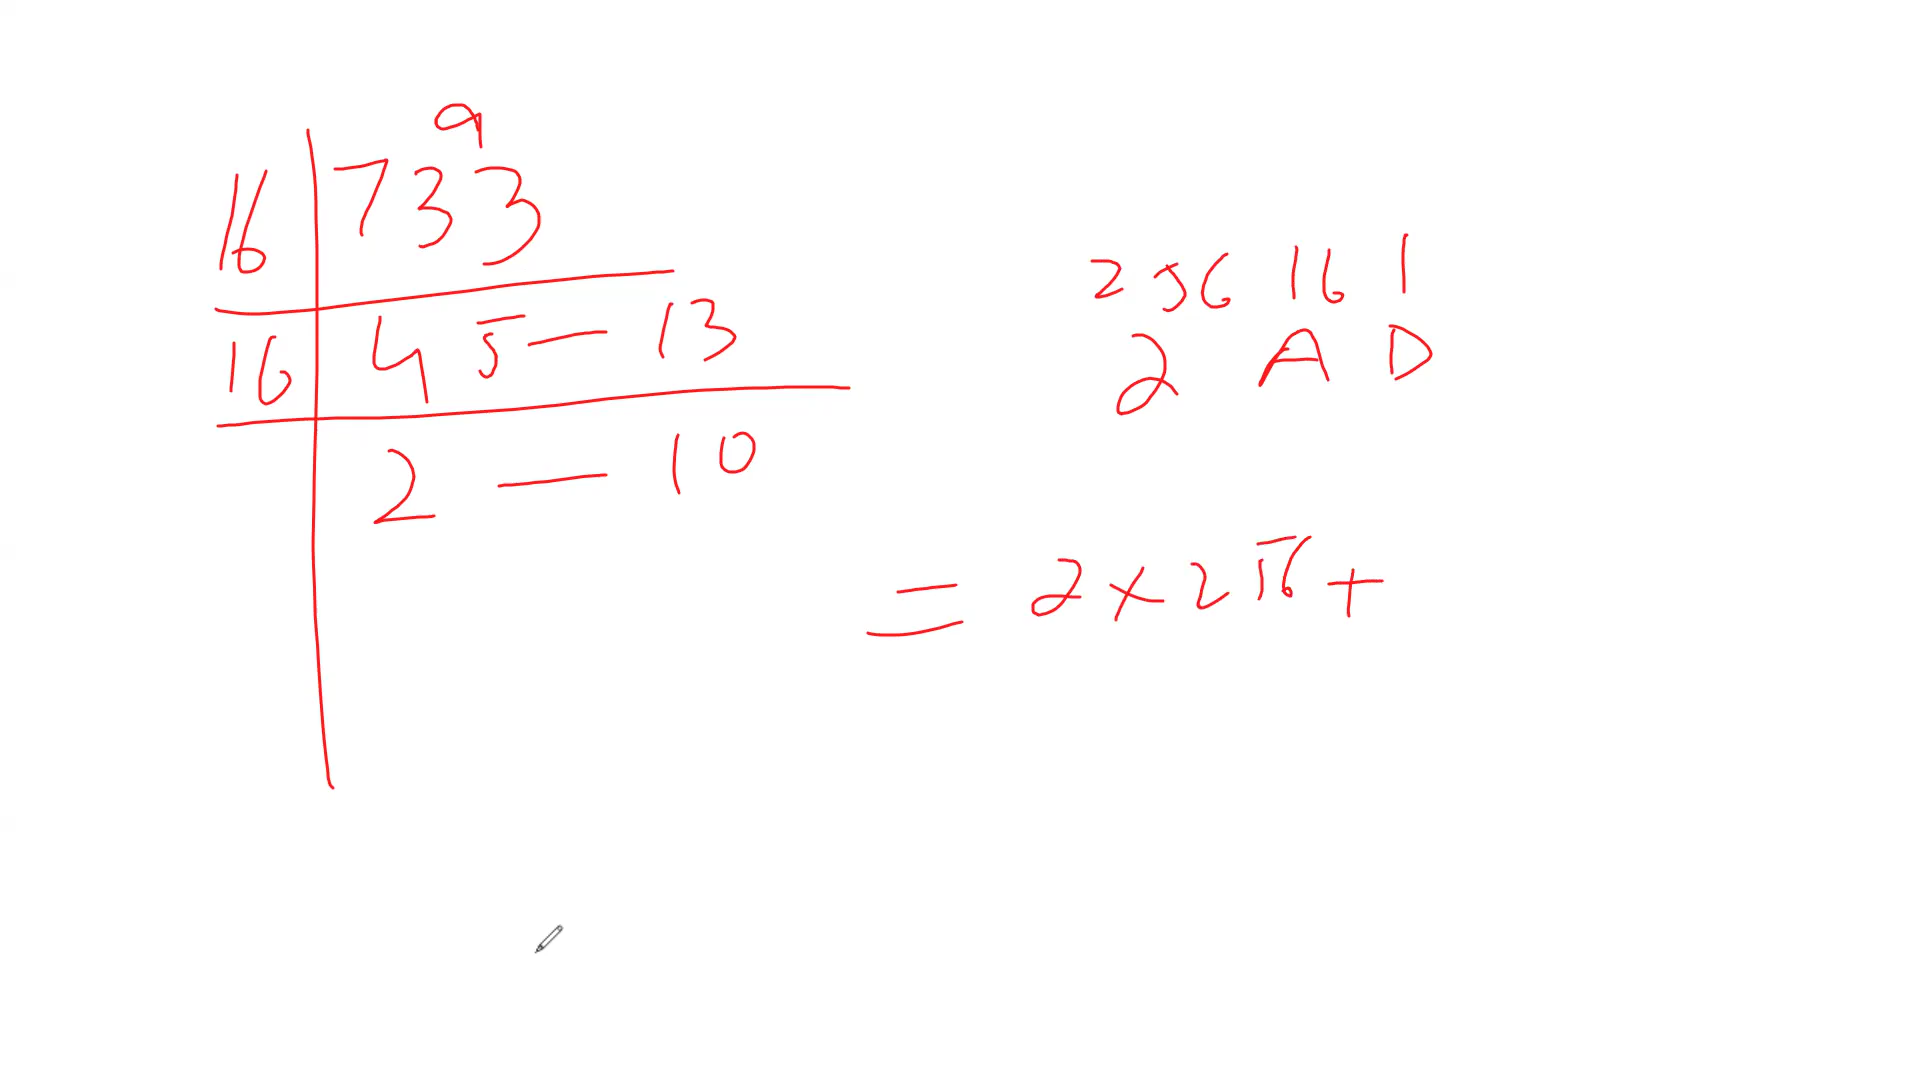 9
16 733
16 45 — 13
2 — 10
256 16 1
2 A D
= 2 × 256 +